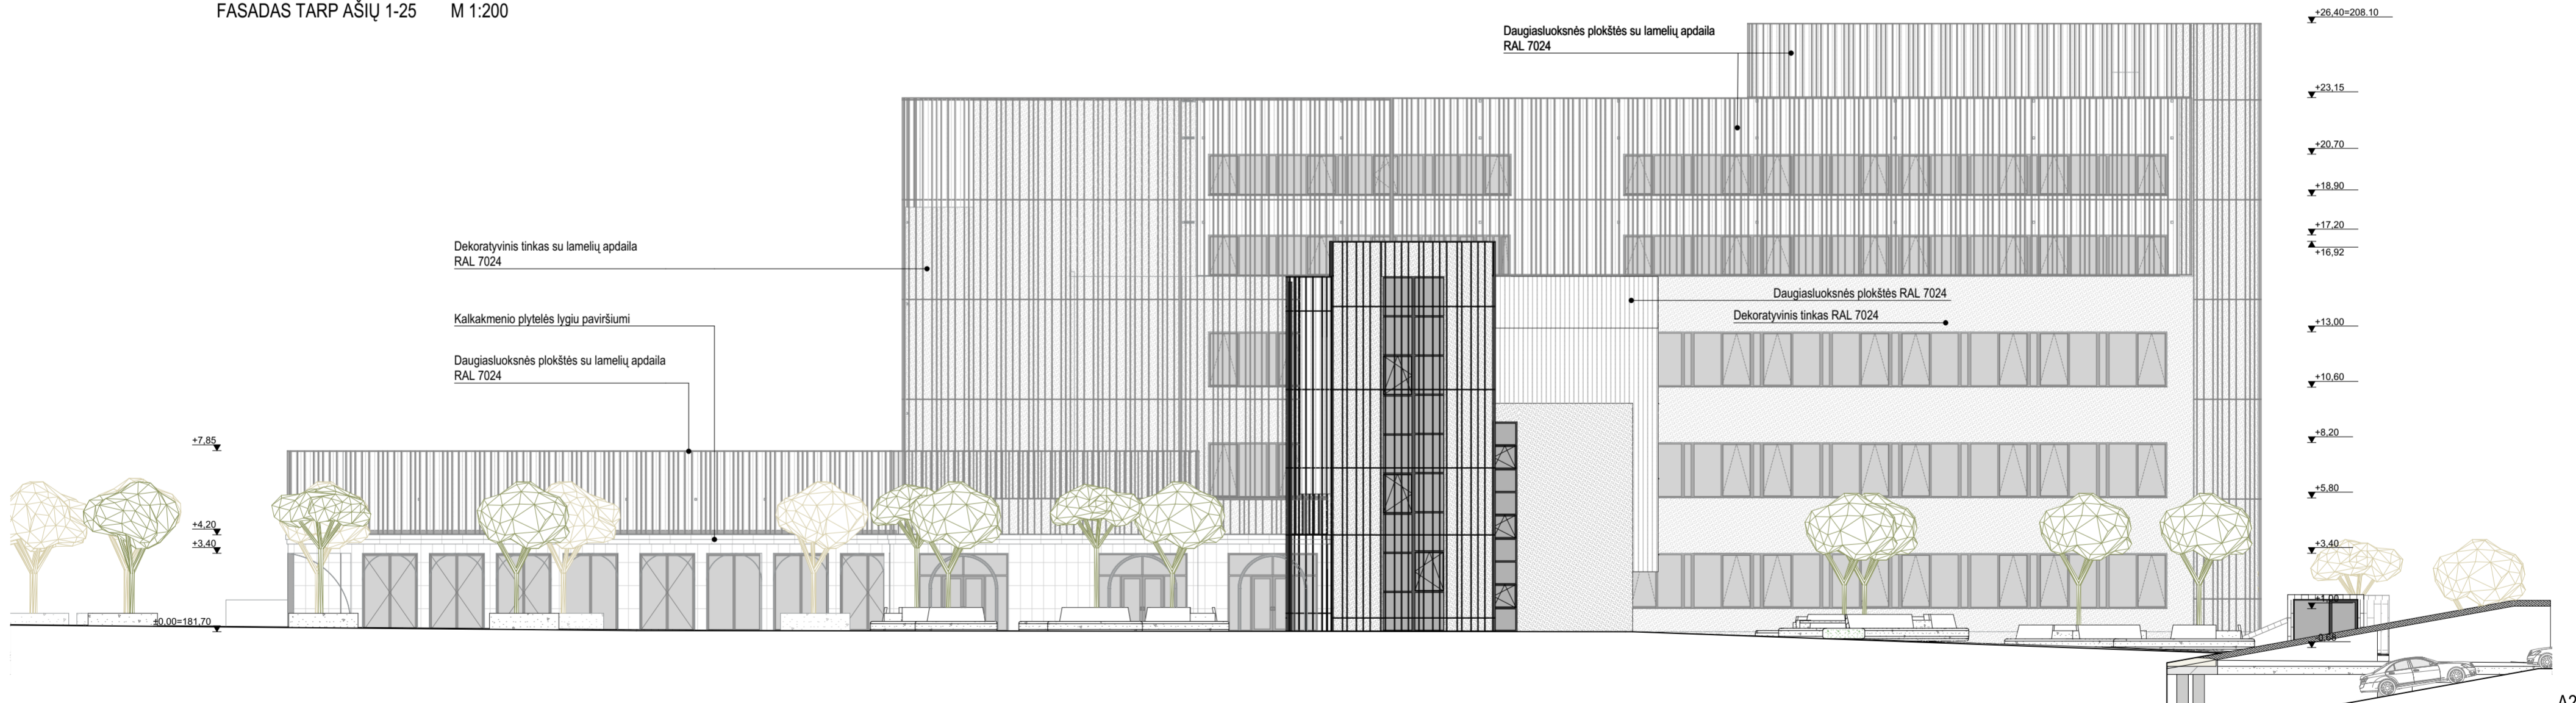 FASADAS TARP AŠIŲ 1-25 M 1:200
Daugiasluoksnės plokštės su lamelių apdaila
RAL 7024
Dekoratyvinis tinkas su lamelių apdaila
RAL 7024
Kalkakmenio plytelės lygiu paviršiumi
Daugiasluoksnės plokštės su lamelių apdaila
RAL 7024
Daugiasluoksnės plokštės RAL 7024
Dekoratyvinis tinkas RAL 7024
+7,85
+4,20
+3,40
±0,00=181,70
+26,40=208.10
+23,15
+20,70
+18,90
+17,20
+16,92
+13,00
+10,60
+8,20
+5,80
+3,40
+1,00
-0,68